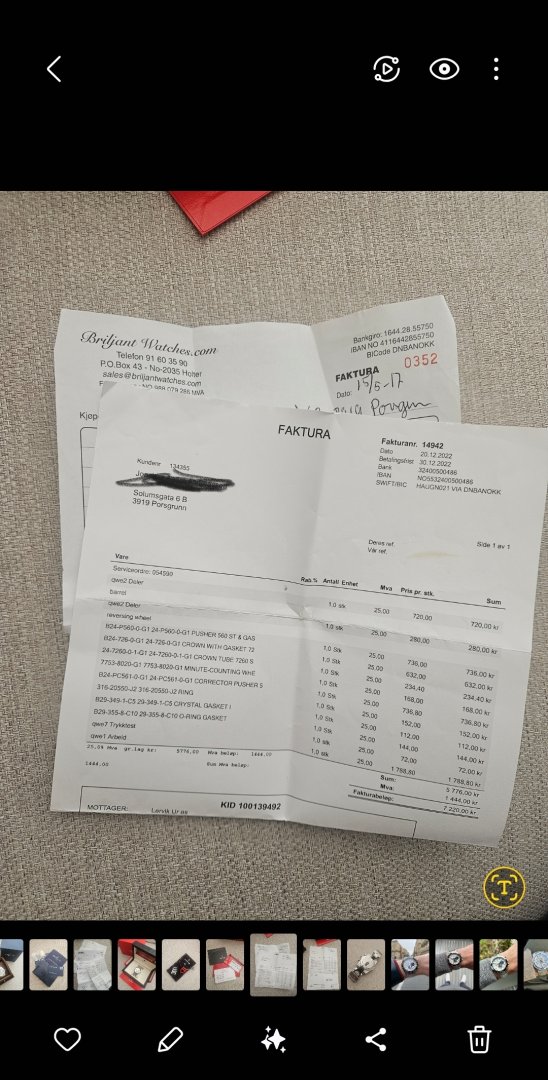 Briljant Watches.com
Telefon 91 60 35 90
P.O.Box 43 - No-2035 Holter
sales@briljantwatches.com
Bankgiro: 1644.28.55750
IBAN NO 4116442855750
BICode DNBANOKK
FAKTURA 0352
Dato: 15/5-17
Kjøp
FAKTURA
Kundenr 134355
Solumsgata 6 B
3919 Porsgrunn
Fakturanr. 14942
Dato 20.12.2022
Betalingsfrist 30.12.2022
Bank 32400500486
IBAN NO5532400500486
SWIFT/BIC HAUGN021 VIA DNBANOKK
Deres ref.
Vår ref.
Side 1 av 1
Vare Rab.% Antall Enhet Mva Pris pr. stk. Sum
Serviceordre: 054590
qwe2 Deler 1,0 stk 25,00 720,00 720,00 kr
barrel
qwe2 Deler 1,0 stk 25,00 280,00 280,00 kr
reversing wheel
B24-P560-0-G1 24-P560-0-G1 PUSHER 560 ST & GAS 1,0 Stk 25,00 736,00 736,00 kr
B24-726-0-G1 24-726-0-G1 CROWN WITH GASKET 72 1,0 Stk 25,00 632,00 632,00 kr
24-7260-0-1-G1 24-7260-0-1-G1 CROWN TUBE 7260 S 1,0 Stk 25,00 234,40 234,40 kr
7753-8020-G1 7753-8020-G1 MINUTE-COUNTING WHE 1,0 Stk 25,00 168,00 168,00 kr
B24-PC561-0-G1 24-PC561-0-G1 CORRECTOR PUSHER 5 1,0 Stk 25,00 736,80 736,80 kr
316-20550-J2 316-20550-J2 RING 1,0 Stk 25,00 152,00 152,00 kr
B29-349-1-C5 29-349-1-C5 CRYSTAL GASKET I 1,0 Stk 25,00 112,00 112,00 kr
B29-355-8-C10 29-355-8-C10 O-RING GASKET 1,0 Stk 25,00 144,00 144,00 kr
qwe7 Trykktest 1,0 stk 25,00 72,00 72,00 kr
qwe1 Arbeid 1,0 stk 25,00 1 788,80 1 788,80 kr
25,0% Mva gr.lag kr: 5776,00 Mva beløp: 1444.00
1444.00 Sum Mva beløp:
Sum: 5 776,00 kr
Mva: 1 444,00 kr
Fakturabeløp: 7 220,00 kr
MOTTAGER: Lervik Ur as KID 100139492